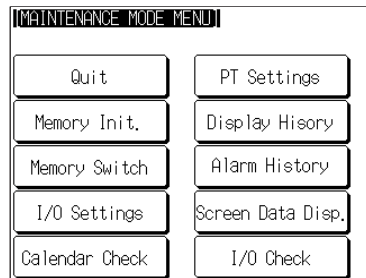 [MAINTENANCE MODE MENU]
Quit
PT Settings
Memory Init.
Display Hisory
Memory Switch
Alarm History
I/O Settings
Screen Data Disp.
Calendar Check
I/O Check